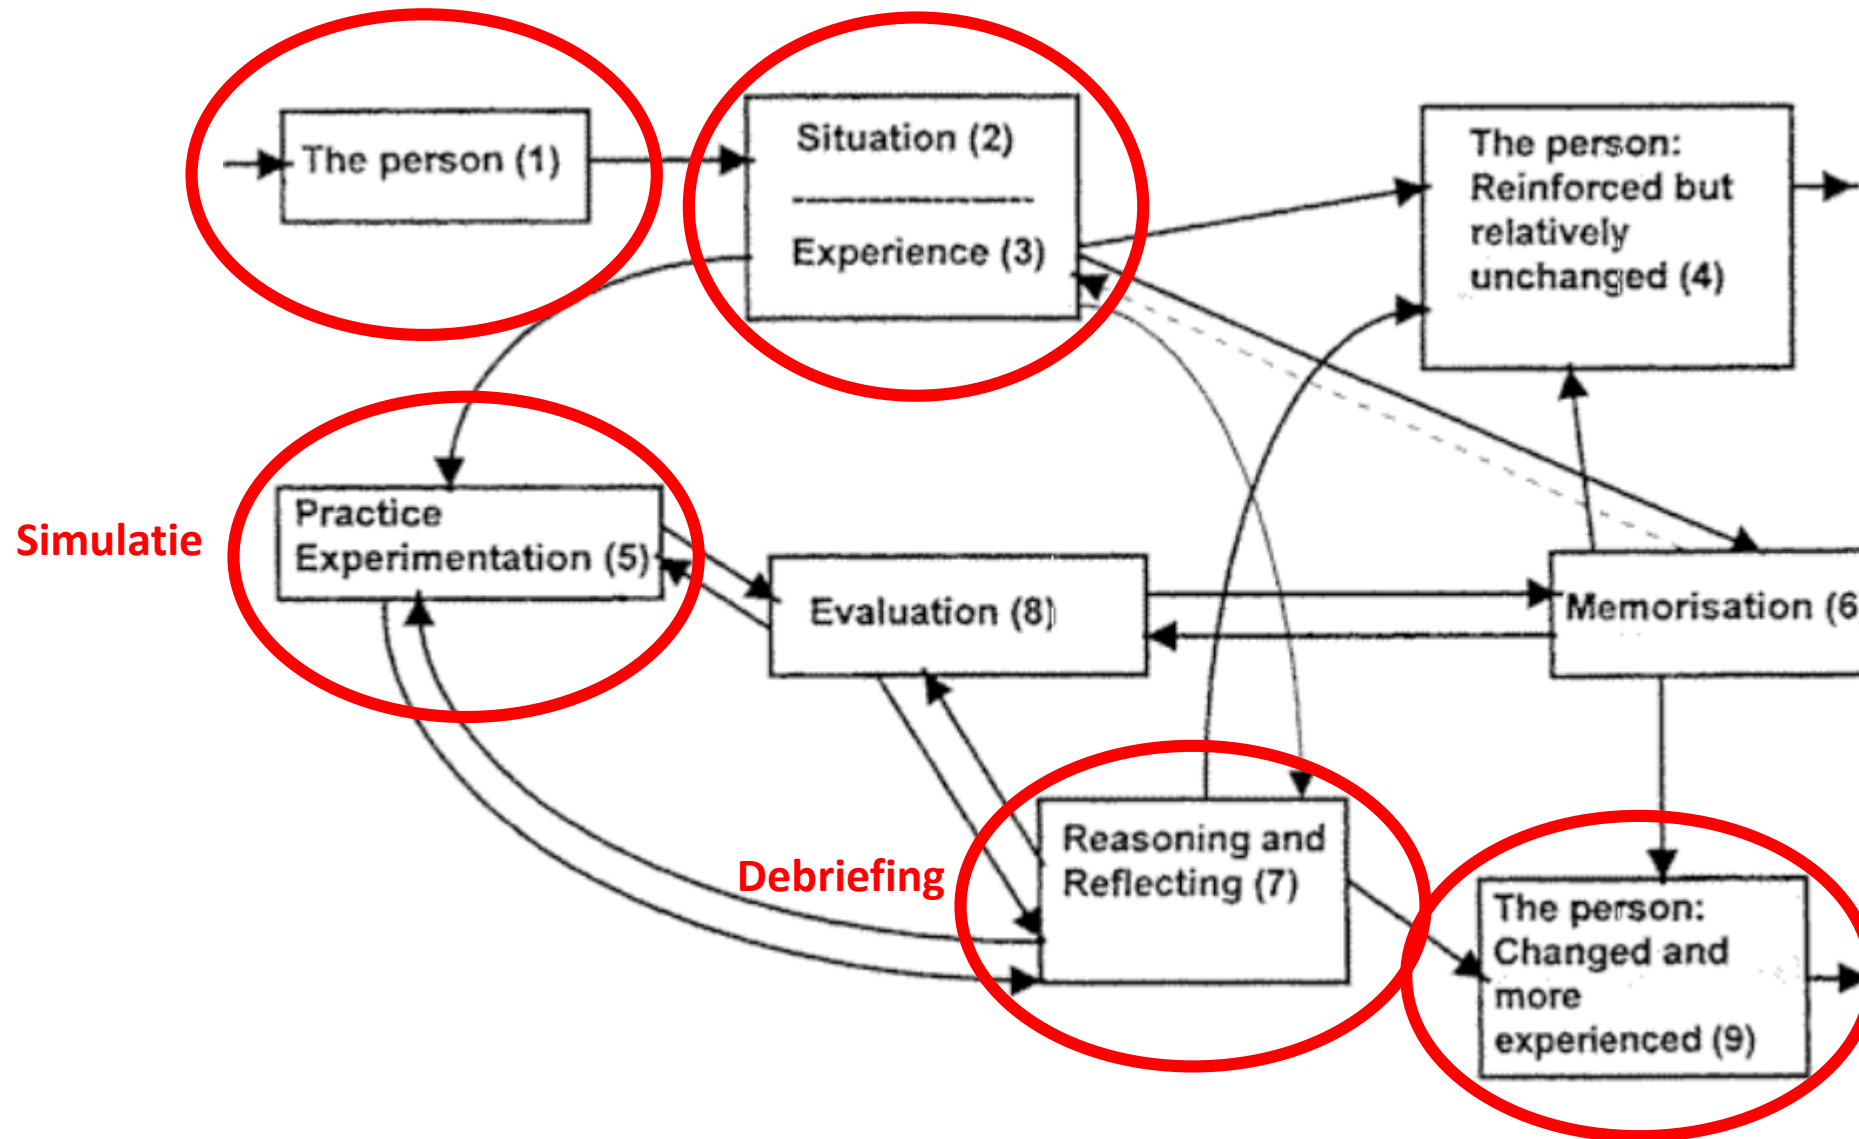 The person (1)
Situation (2)
Experience (3)
The person:
Reinforced but
relatively
unchanged (4)
Simulatie
Practice
Experimentation (5)
Evaluation (8)
Memorisation (6
Debriefing
Reasoning and
Reflecting (7)
The person:
Changed and
more
experienced (9)